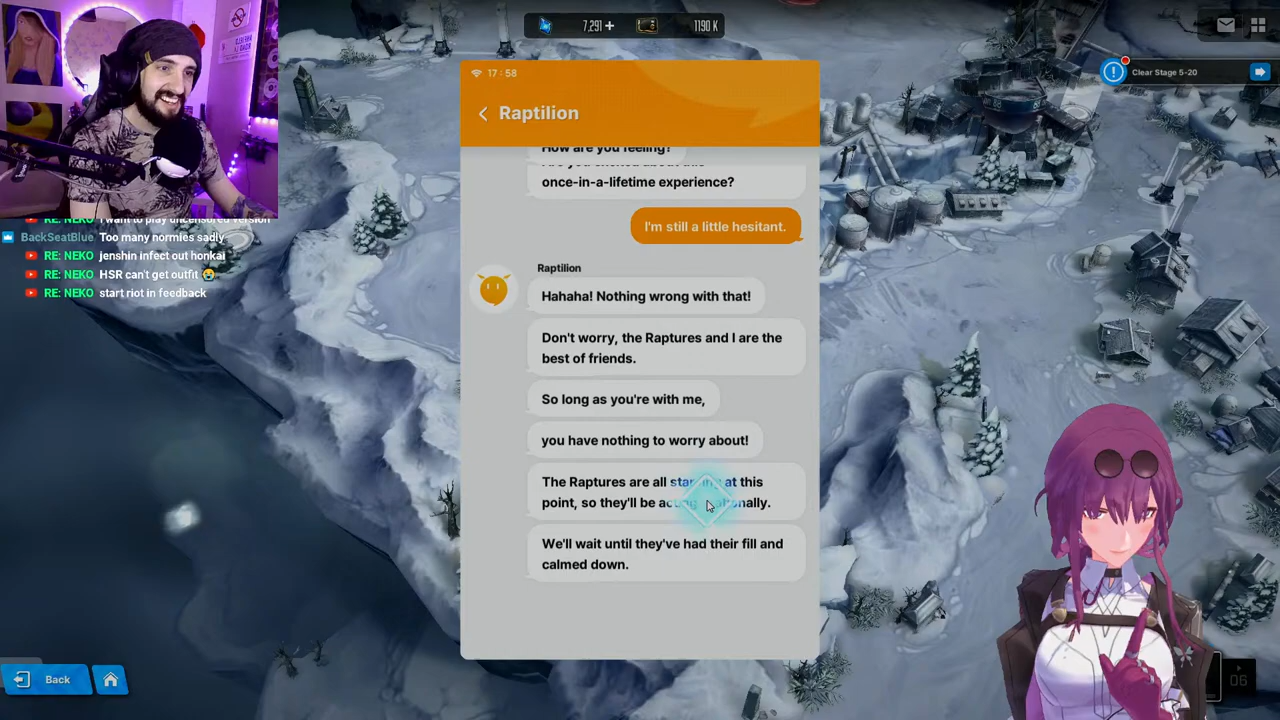 7,291 +
1190 K
Clear Stage 5-20
17:58
Raptilion
How are you feeling?
once-in-a-lifetime experience?
I'm still a little hesitant.
Raptilion
Hahaha! Nothing wrong with that!
Don't worry, the Raptures and I are the
best of friends.
So long as you're with me,
you have nothing to worry about!
The Raptures are all at this
point, so they'll be
We'll wait until they've had their fill and
calmed down.
RE: NEKO I want to play uncensored version
BackSeatBlue Too many normies sadly
RE: NEKO jenshin infect out honkai
RE: NEKO HSR can't get outfit 😭
RE: NEKO start riot in feedback
Back
06